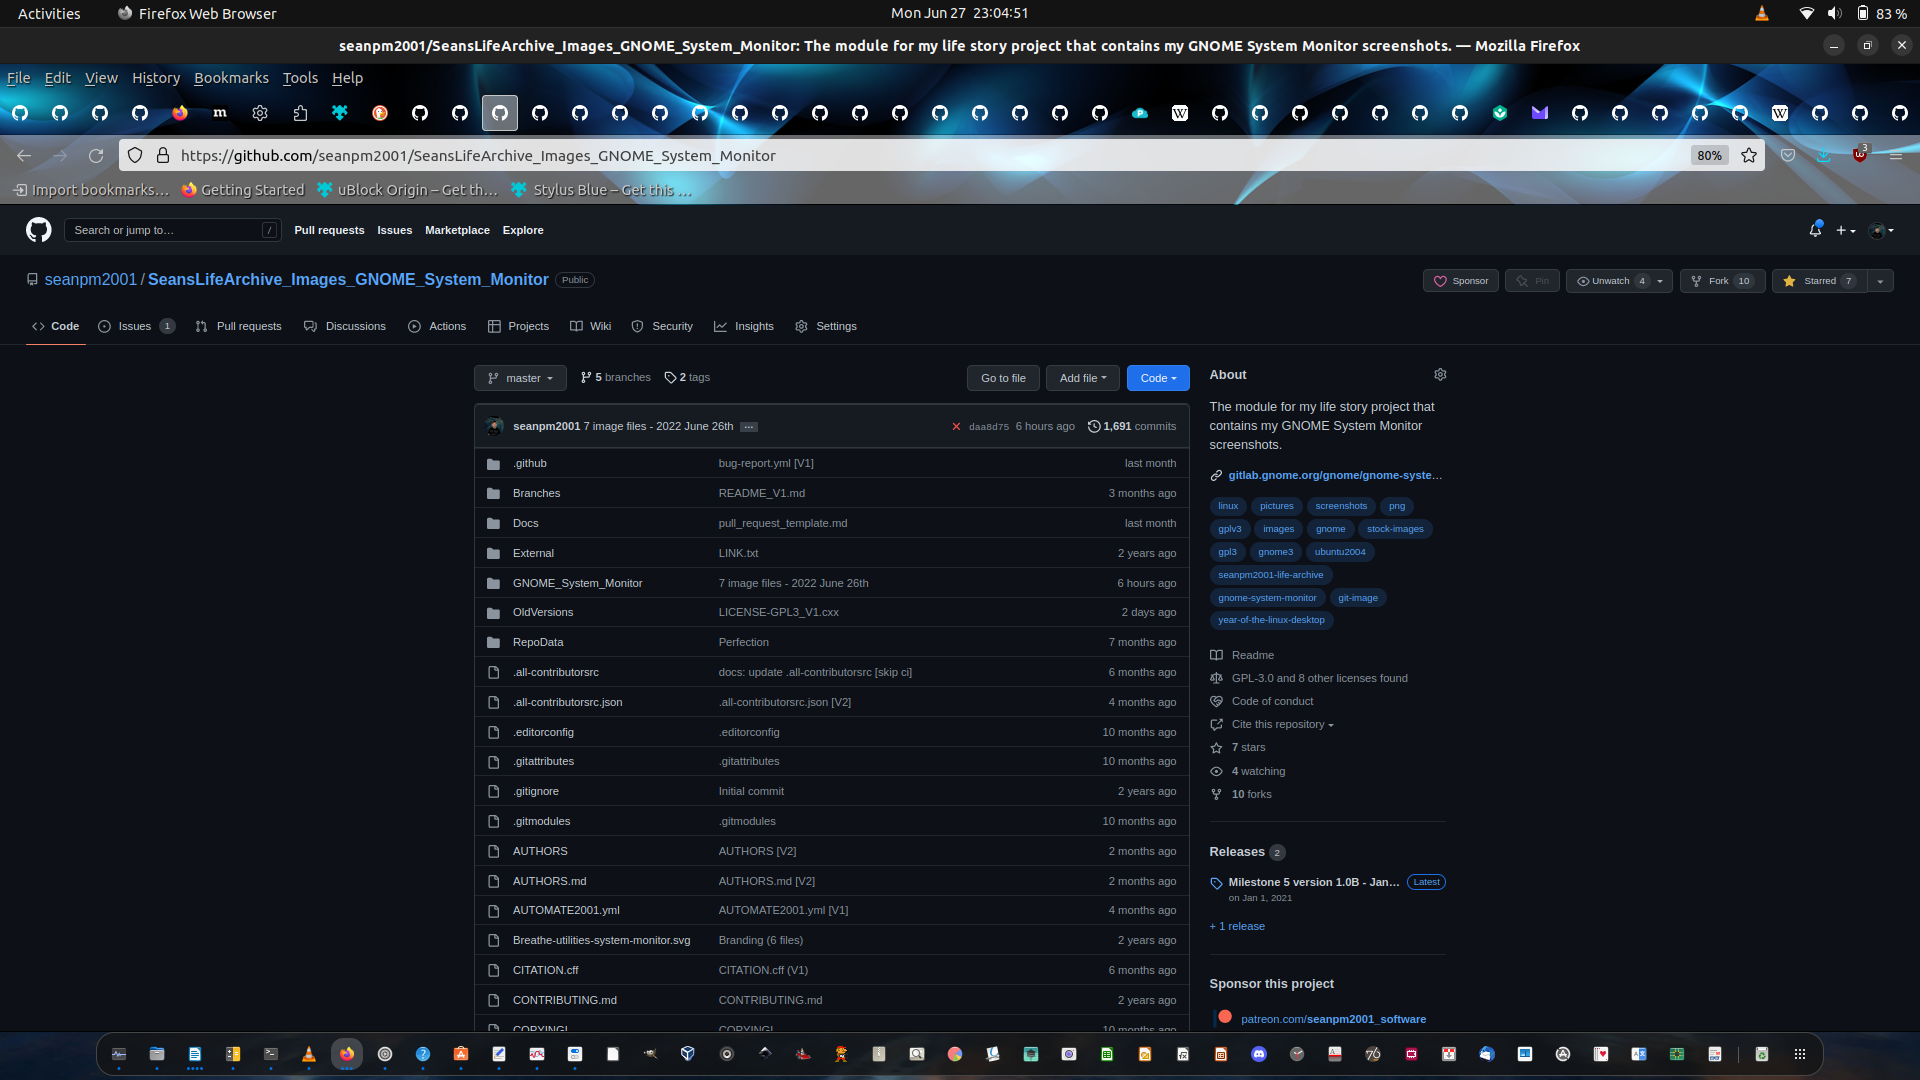 Activities Firefox Web Browser Mon Jun 27 23:04:51 83 %
seanpm2001/SeansLifeArchive_Images_GNOME_System_Monitor: The module for my life story project that contains my GNOME System Monitor screenshots. — Mozilla Firefox
File Edit View History Bookmarks Tools Help
https://github.com/seanpm2001/SeansLifeArchive_Images_GNOME_System_Monitor 80% 3
Import bookmarks… Getting Started uBlock Origin – Get th… Stylus Blue – Get this …
Search or jump to… / Pull requests Issues Marketplace Explore
seanpm2001 / SeansLifeArchive_Images_GNOME_System_Monitor Public Sponsor Pin Unwatch 4 Fork 10 Starred 7
Code Issues 1 Pull requests Discussions Actions Projects Wiki Security Insights Settings
master 5 branches 2 tags Go to file Add file Code
seanpm2001 7 image files - 2022 June 26th ... daa8d75 6 hours ago 1,691 commits
.github bug-report.yml [V1] last month
Branches README_V1.md 3 months ago
Docs pull_request_template.md last month
External LINK.txt 2 years ago
GNOME_System_Monitor 7 image files - 2022 June 26th 6 hours ago
OldVersions LICENSE-GPL3_V1.cxx 2 days ago
RepoData Perfection 7 months ago
.all-contributorsrc docs: update .all-contributorsrc [skip ci] 6 months ago
.all-contributorsrc.json .all-contributorsrc.json [V2] 4 months ago
.editorconfig .editorconfig 10 months ago
.gitattributes .gitattributes 10 months ago
.gitignore Initial commit 2 years ago
.gitmodules .gitmodules 10 months ago
AUTHORS AUTHORS [V2] 2 months ago
AUTHORS.md AUTHORS.md [V2] 2 months ago
AUTOMATE2001.yml AUTOMATE2001.yml [V1] 4 months ago
Breathe-utilities-system-monitor.svg Branding (6 files) 2 years ago
CITATION.cff CITATION.cff (V1) 6 months ago
CONTRIBUTING.md CONTRIBUTING.md 2 years ago
10 months ago
About
The module for my life story project that
contains my GNOME System Monitor
screenshots.
gitlab.gnome.org/gnome/gnome-syste…
linux pictures screenshots png
gplv3 images gnome stock-images
gpl3 gnome3 ubuntu2004
seanpm2001-life-archive
gnome-system-monitor git-image
year-of-the-linux-desktop
Readme
GPL-3.0 and 8 other licenses found
Code of conduct
Cite this repository
7 stars
4 watching
10 forks
Releases 2
Milestone 5 version 1.0B - Jan… Latest
on Jan 1, 2021
+ 1 release
Sponsor this project
patreon.com/seanpm2001_software